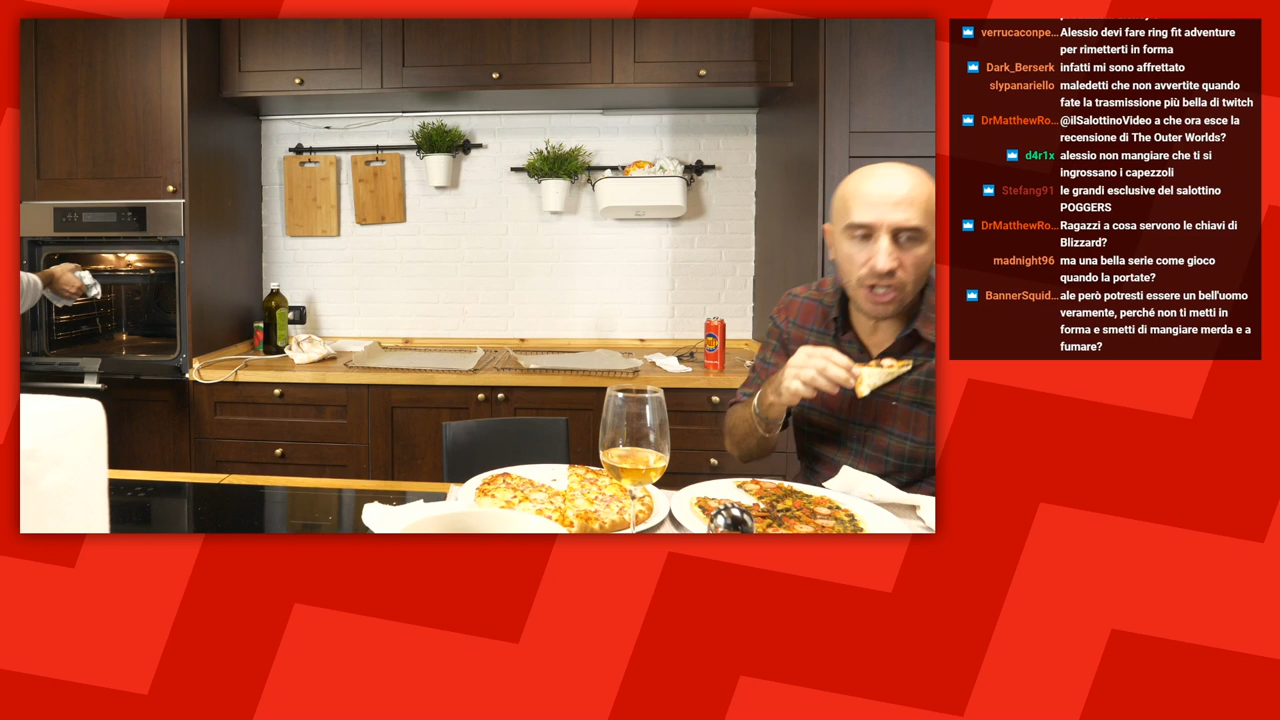 verrucaconpe... Alessio devi fare ring fit adventure
per rimetterti in forma
Dark_Berserk infatti mi sono affrettato
slypanariello maledetti che non avvertite quando
fate la trasmissione più bella di twitch
DrMatthewRo... @ilSalottinoVideo a che ora esce la
recensione di The Outer Worlds?
d4r1x alessio non mangiare che ti si
ingrossano i capezzoli
Stefang91 le grandi esclusive del salottino
POGGERS
DrMatthewRo... Ragazzi a cosa servono le chiavi di
Blizzard?
madnight96 ma una bella serie come gioco
quando la portate?
BannerSquid... ale però potresti essere un bell'uomo
veramente, perché non ti metti in
forma e smetti di mangiare merda e a
fumare?